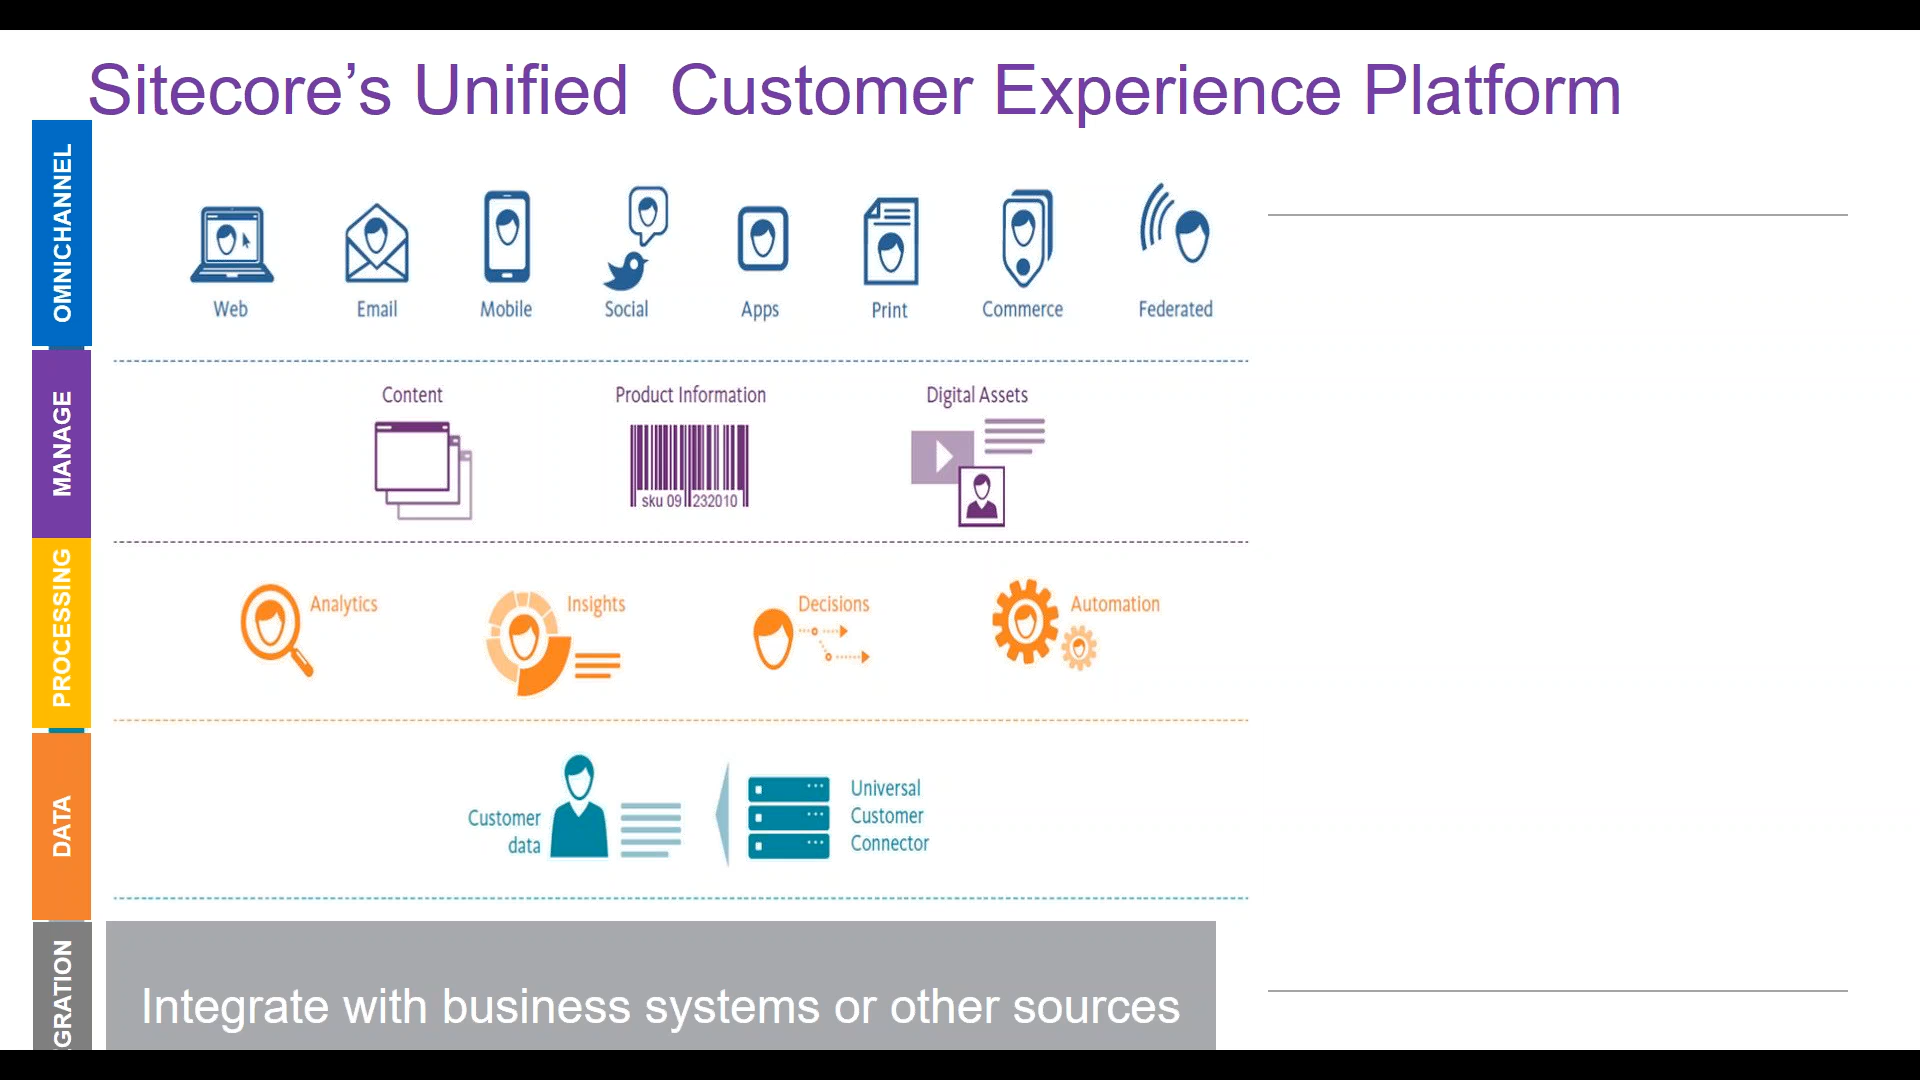 Sitecore’s Unified  Customer Experience Platform
OMNICHANNEL
Web
Email
Mobile
Social
Apps
Print
Commerce
Federated
MANAGE
Content
Product Information
Digital Assets
sku 09 232010
PROCESSING
Analytics
Insights
Decisions
Automation
DATA
Customer
data
Universal
Customer
Connector
GRATION
Integrate with business systems or other sources